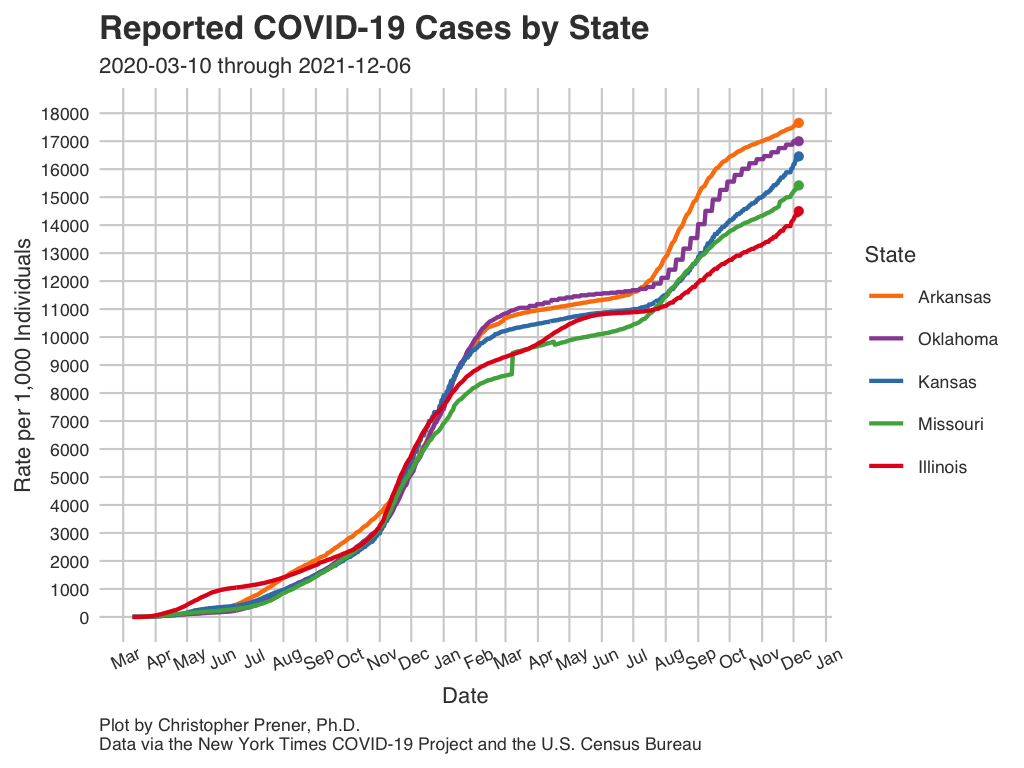 Reported COVID-19 Cases by State
2020-03-10 through 2021-12-06
Rate per 1,000 Individuals
18000
17000
16000
15000
14000
13000
12000
11000
10000
9000
8000
7000
6000
5000
4000
3000
2000
1000
0
Mar Apr May Jun Jul Aug Sep Oct Nov Dec Jan Feb Mar Apr May Jun Jul Aug Sep Oct Nov Dec Jan
Date
State
Arkansas
Oklahoma
Kansas
Missouri
Illinois
Plot by Christopher Prener, Ph.D.
Data via the New York Times COVID-19 Project and the U.S. Census Bureau